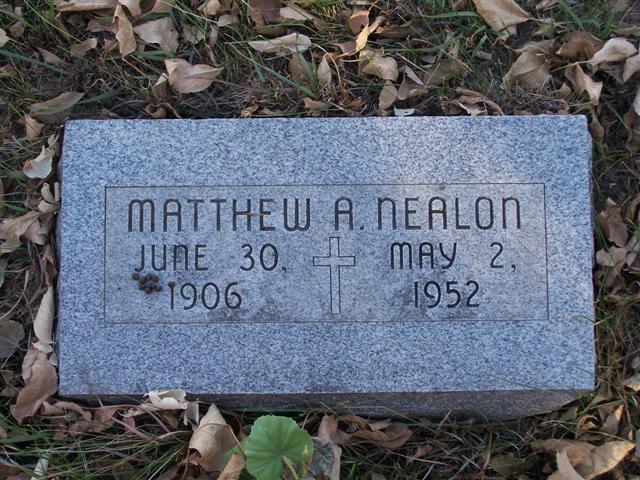 MATTHEW A. NEALON
JUNE 30, MAY 2,
1906 1952